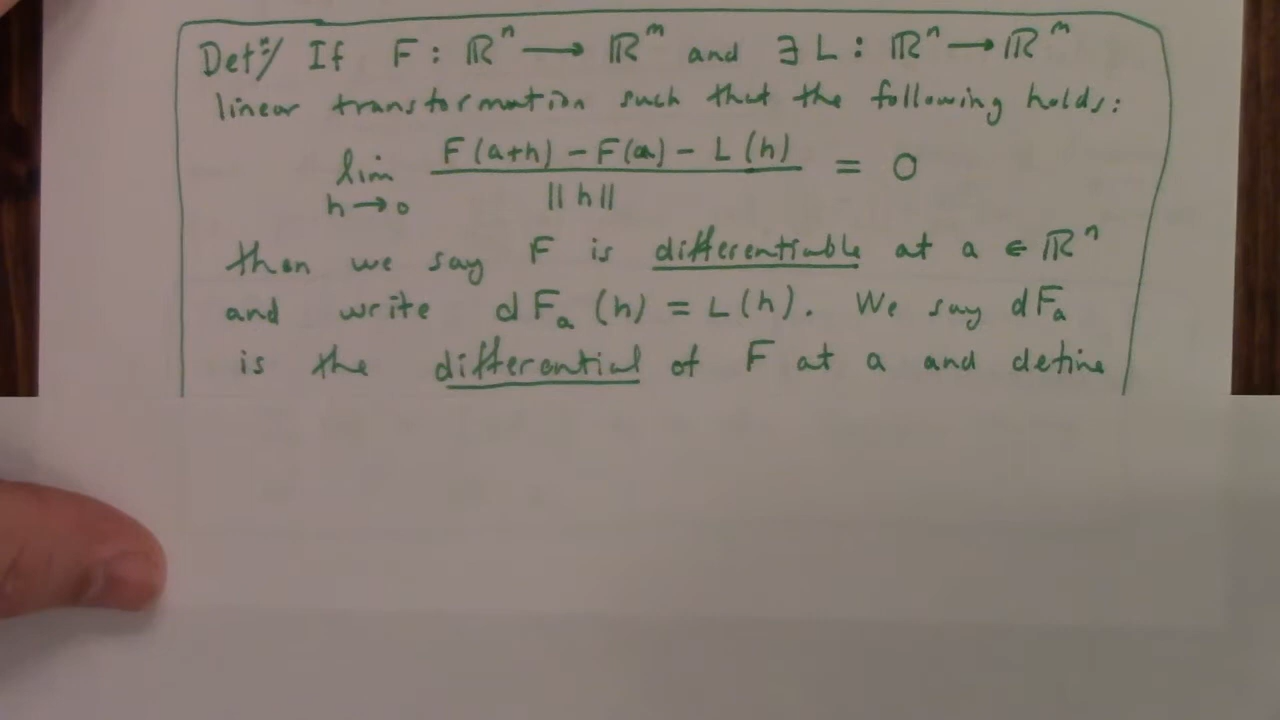 Defⁿ/ If F : ℝⁿ → ℝᵐ and ∃ L : ℝⁿ → ℝᵐ
linear transformation such that the following holds:
lim h→0 (F(a+h) - F(a) - L(h)) / ||h|| = 0
then we say F is differentiable at a ∈ ℝⁿ
and write dFₐ(h) = L(h). We say dFₐ
is the differential of F at a and define